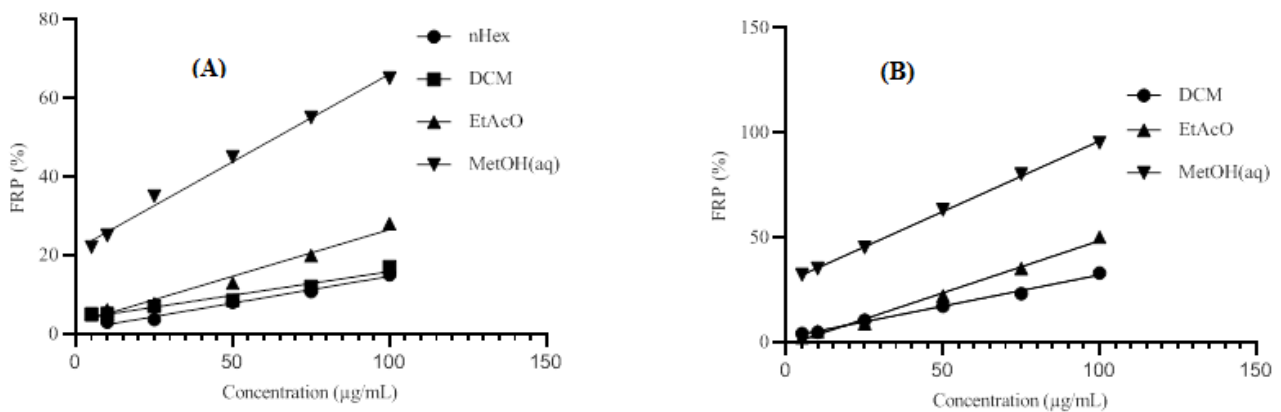 80
60
40
20
0
FRP (%)
(A)
nHex
DCM
EtAcO
MetOH(aq)
0 50 100 150
Concentration (µg/mL)
150
100
50
0
FRP (%)
(B)
DCM
EtAcO
MetOH(aq)
0 50 100 150
Concentration (µg/mL)